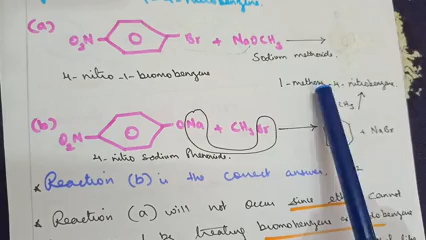 (a)
O₂N Br + NaOCH₃ →
Sodium methoxide.
4-nitro-1-bromobenzene
1-methoxy-4-nitrobenzene.
CH₃
(b)
O₂N ONa + CH₃Br → + NaBr
4-nitro sodium Phenoxide.
* Reaction (b) is the correct answer,
* Reaction (a) will not occur since cannot
be treating bromobenzene